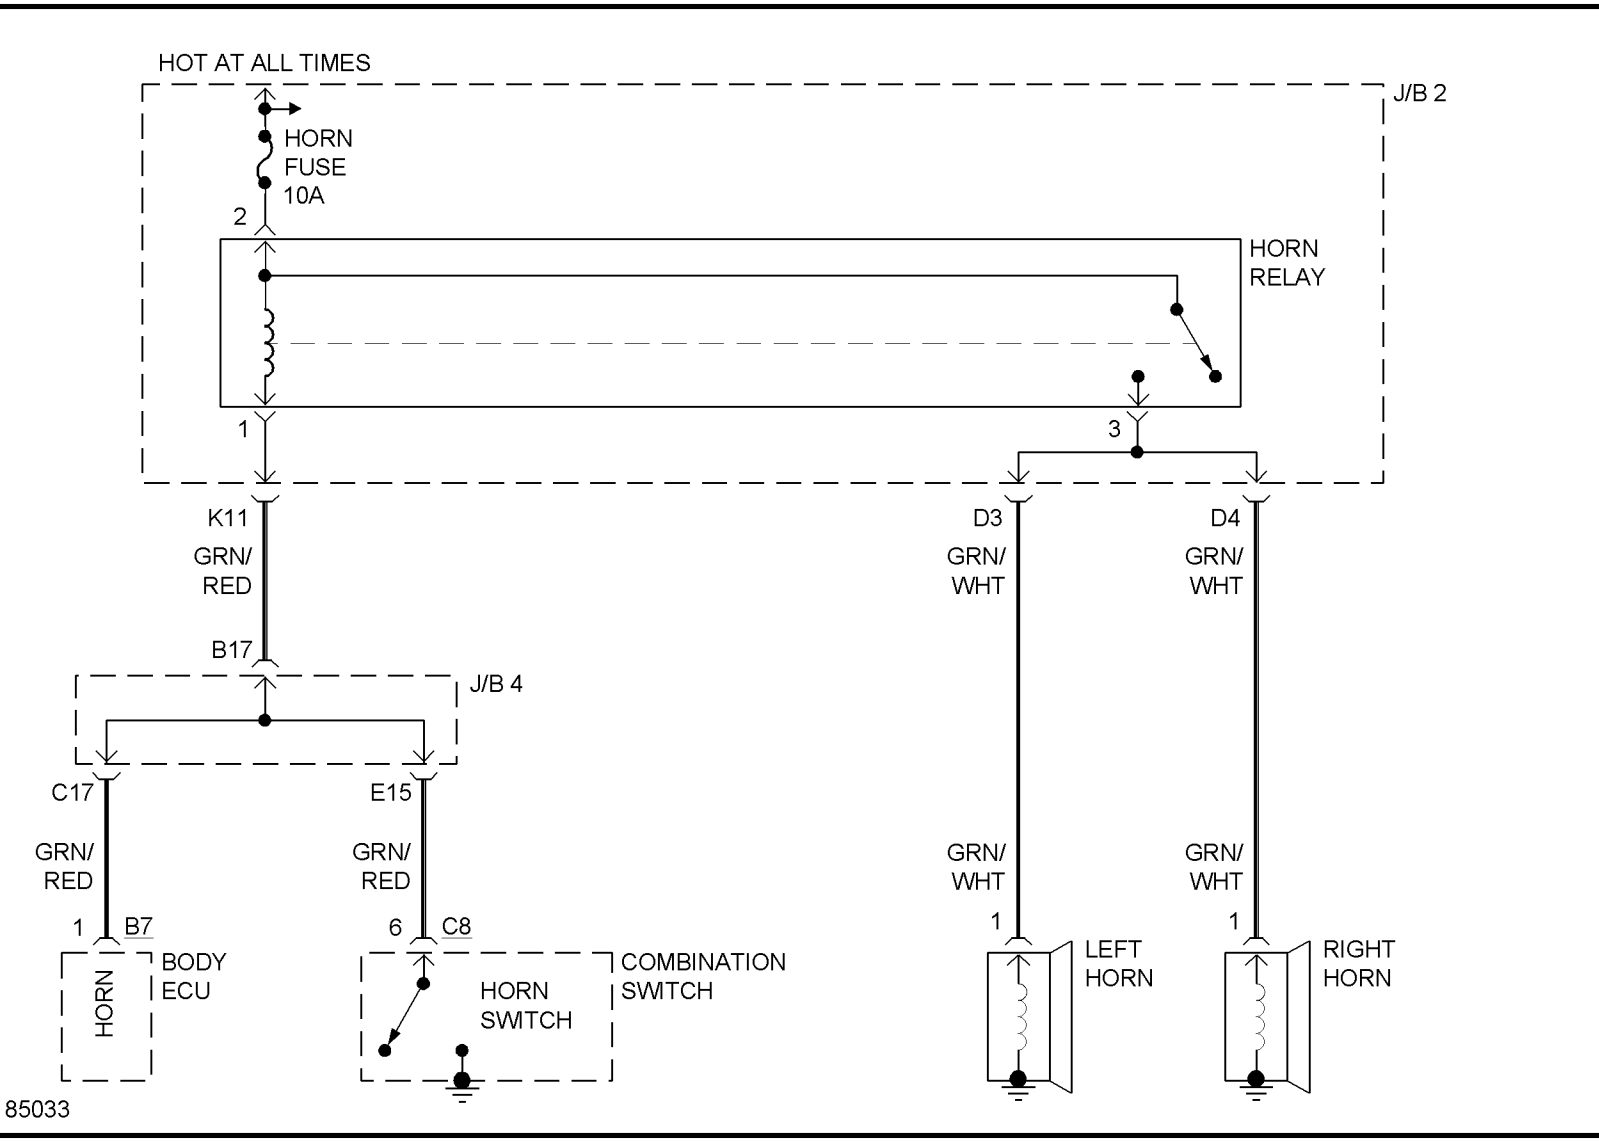 HOT AT ALL TIMES
J/B 2
HORN
FUSE
10A
2
HORN
RELAY
1
3
K11
D3
D4
GRN/
RED
GRN/
WHT
GRN/
WHT
B17
J/B 4
C17
E15
GRN/
RED
GRN/
RED
GRN/
WHT
GRN/
WHT
1
B7
6
C8
1
1
HORN
BODY
ECU
HORN
SWITCH
COMBINATION
SWITCH
LEFT
HORN
RIGHT
HORN
85033